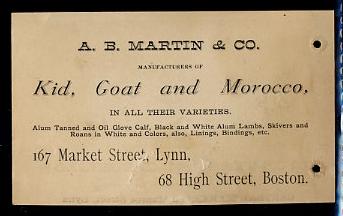 A. B. MARTIN & CO.
MANUFACTURERS OF
Kid, Goat and Morocco,
IN ALL THEIR VARIETIES.
Alum Tanned and Oil Glove Calf, Black and White Alum Lambs, Skivers and
Roans in White and Colors, also, Linings, Bindings, etc.
167 Market Street, Lynn,
68 High Street, Boston.